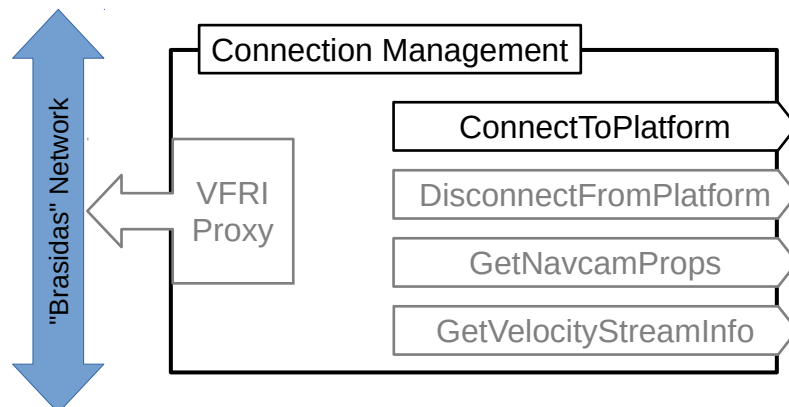 Connection Management
"Brasidas" Network
VFRI
Proxy
ConnectToPlatform
DisconnectFromPlatform
GetNavcamProps
GetVelocityStreamInfo